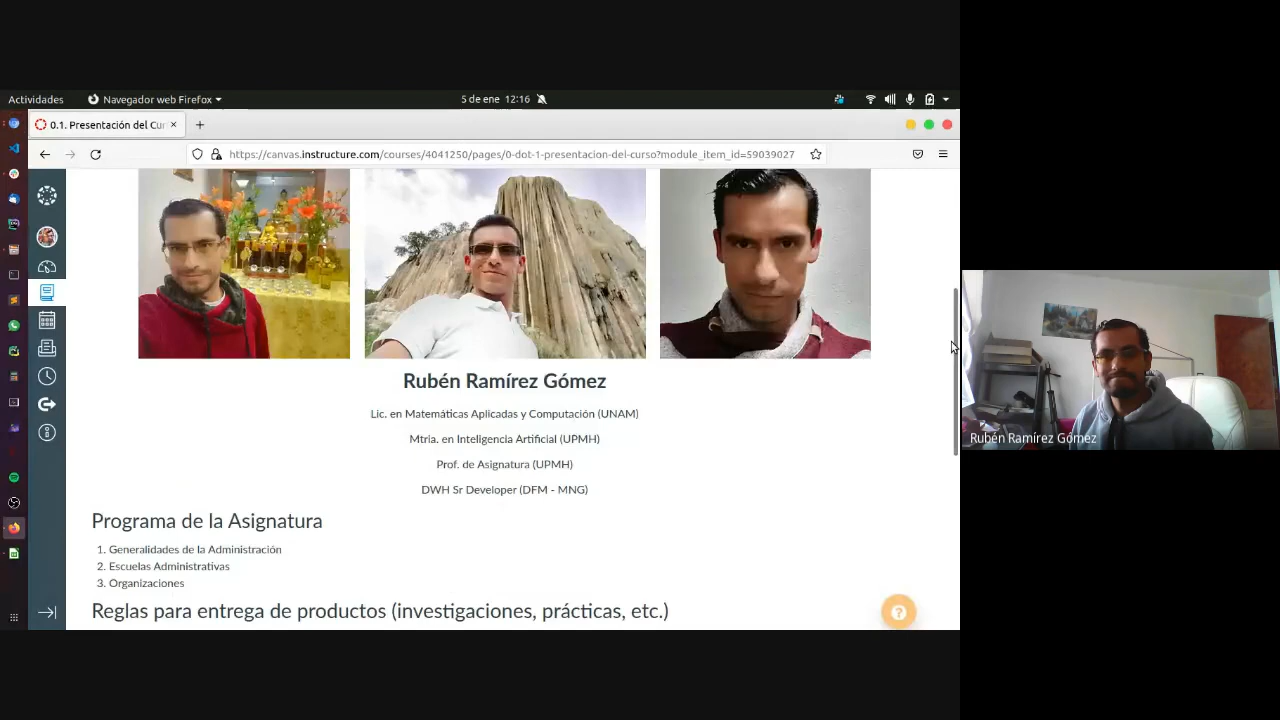 Actividades
Navegador web Firefox
5 de ene 12:16
0.1. Presentación del Cur
https://canvas.instructure.com/courses/4041250/pages/0-dot-1-presentacion-del-curso?module_item_id=59039027
Rubén Ramírez Gómez
Lic. en Matemáticas Aplicadas y Computación (UNAM)
Mtria. en Inteligencia Artificial (UPMH)
Prof. de Asignatura (UPMH)
DWH Sr Developer (DFM - MNG)
Programa de la Asignatura
1. Generalidades de la Administración
2. Escuelas Administrativas
3. Organizaciones
Reglas para entrega de productos (investigaciones, prácticas, etc.)
Rubén Ramírez Gómez